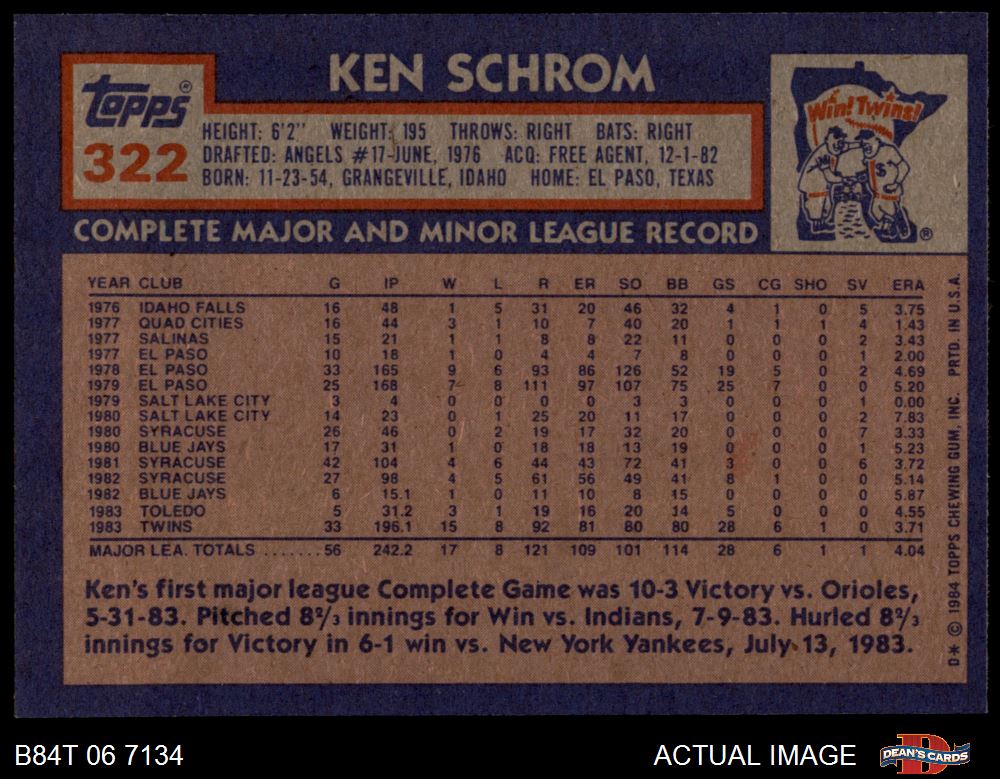 KEN SCHROM
Topps®
322
HEIGHT: 6'2" WEIGHT: 195 THROWS: RIGHT BATS: RIGHT
DRAFTED: ANGELS #17-JUNE, 1976 ACQ: FREE AGENT, 12-1-82
BORN: 11-23-54, GRANGEVILLE, IDAHO HOME: EL PASO, TEXAS
Win! Twins!
®
COMPLETE MAJOR AND MINOR LEAGUE RECORD
YEAR CLUB G IP W L R ER SO BB GS CG SHO SV ERA
1976 IDAHO FALLS 16 48 1 5 31 20 46 32 4 1 0 5 3.75
1977 QUAD CITIES 16 44 3 1 10 7 40 20 1 1 1 4 1.43
1977 SALINAS 15 21 1 1 8 8 22 11 0 0 0 2 3.43
1977 EL PASO 10 18 1 0 4 4 7 8 0 0 0 1 2.00
1978 EL PASO 33 165 9 6 93 86 126 52 19 5 0 2 4.69
1979 EL PASO 25 168 7 8 111 97 107 75 25 7 0 0 5.20
1979 SALT LAKE CITY 3 4 0 0 0 0 3 3 0 0 0 1 0.00
1980 SALT LAKE CITY 14 23 0 1 25 20 11 17 0 0 0 2 7.83
1980 SYRACUSE 26 46 0 2 19 17 32 20 0 0 0 7 3.33
1980 BLUE JAYS 17 31 1 0 18 18 13 19 0 0 0 1 5.23
1981 SYRACUSE 42 104 4 6 44 43 72 41 3 0 0 6 3.72
1982 SYRACUSE 27 98 4 5 61 56 49 41 8 1 0 0 5.14
1982 BLUE JAYS 6 15.1 1 0 11 10 8 15 0 0 0 0 5.87
1983 TOLEDO 5 31.2 3 1 19 16 20 14 5 0 0 0 4.55
1983 TWINS 33 196.1 15 8 92 81 80 80 28 6 1 0 3.71
MAJOR LEA. TOTALS .......56 242.2 17 8 121 109 101 114 28 6 1 1 4.04
Ken's first major league Complete Game was 10-3 Victory vs. Orioles,
5-31-83. Pitched 8⅔ innings for Win vs. Indians, 7-9-83. Hurled 8⅔
innings for Victory in 6-1 win vs. New York Yankees, July 13, 1983.
D* © 1984 TOPPS CHEWING GUM, INC. PRTD. IN U.S.A.
B84T 06 7134
ACTUAL IMAGE
DEAN'S CARDS